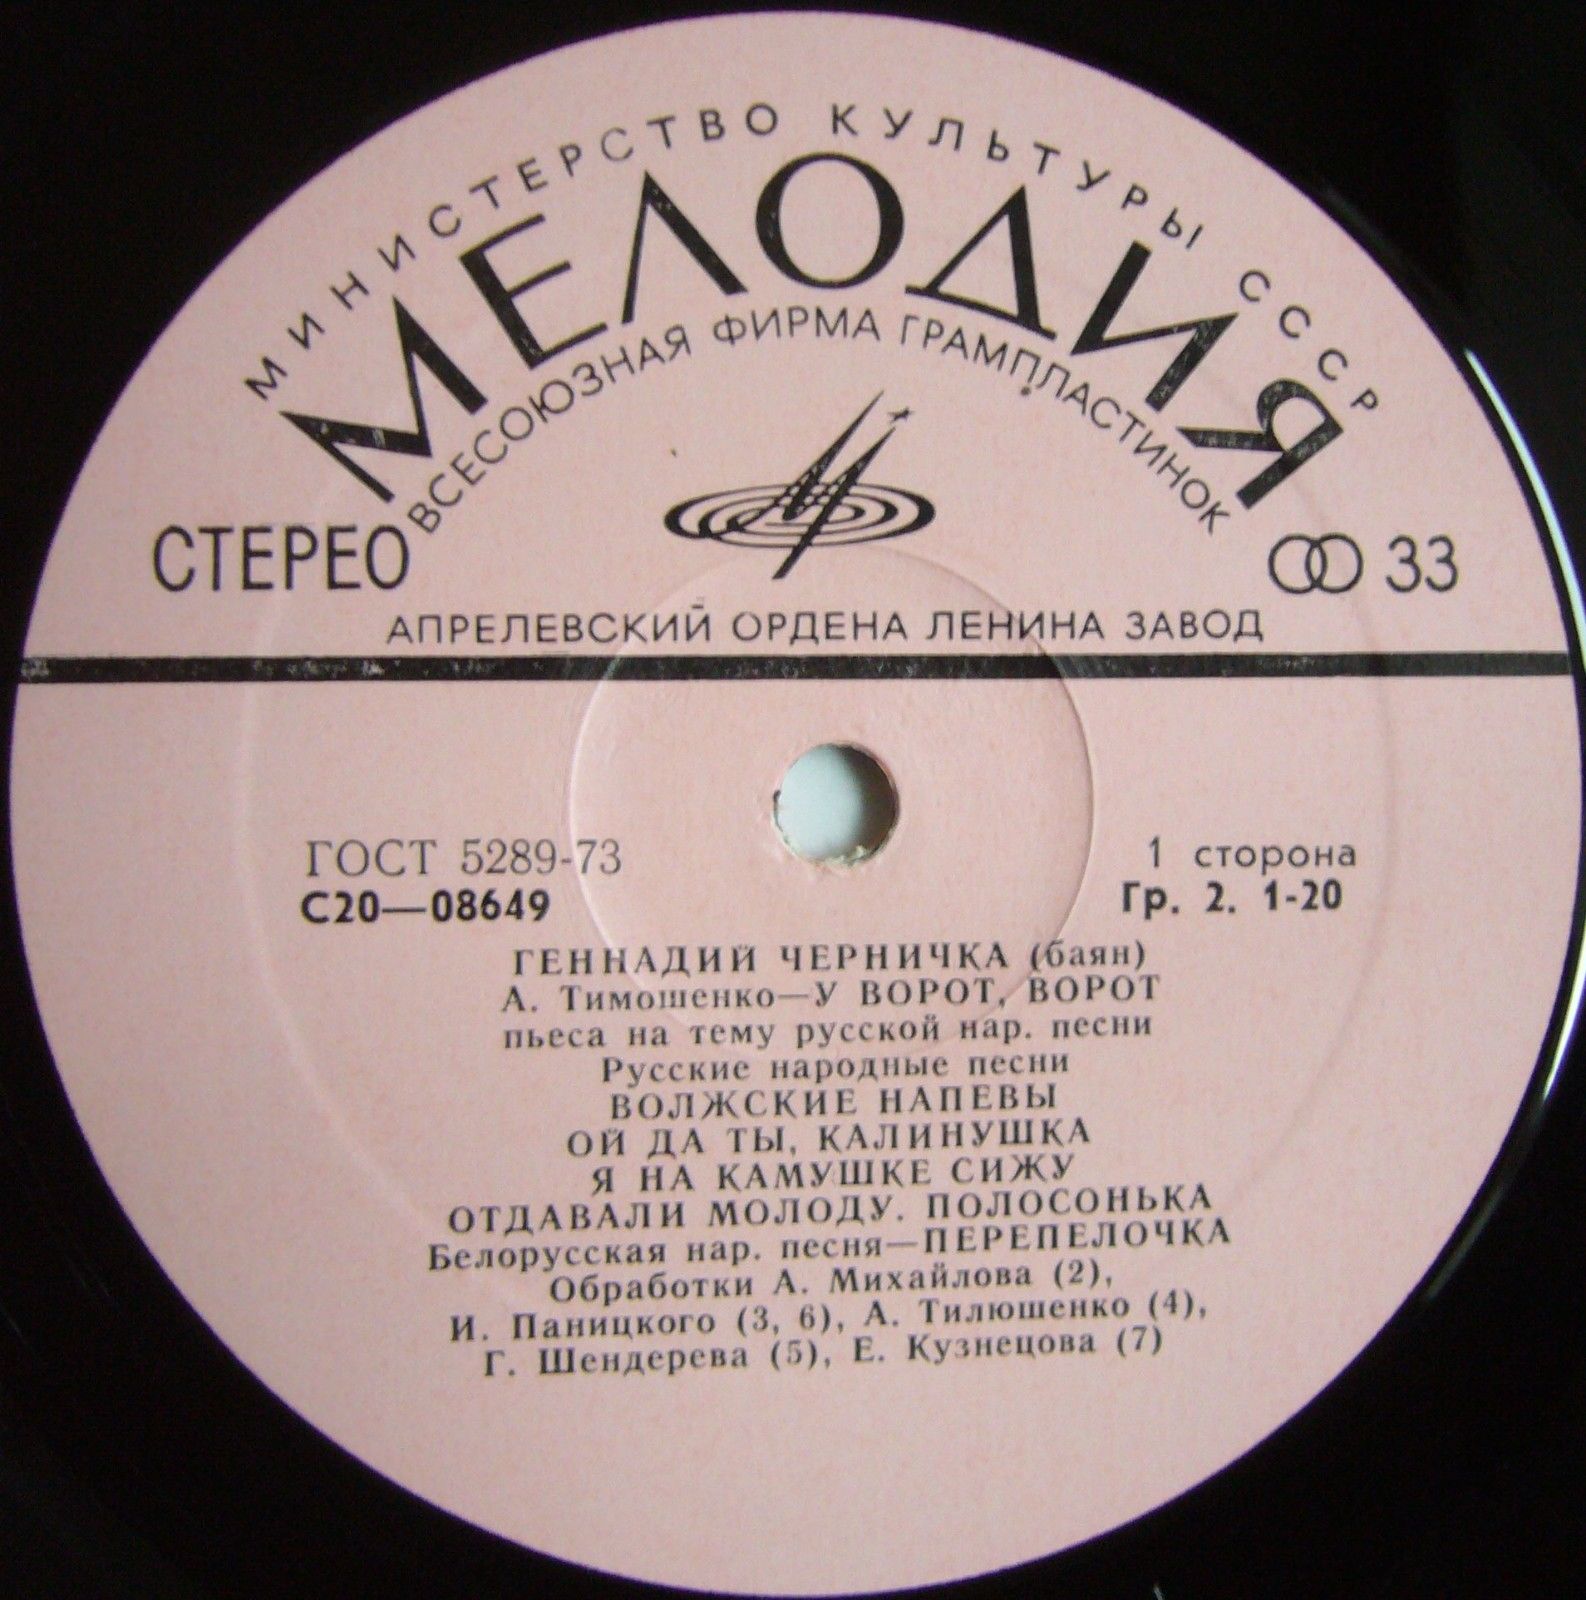 МИНИСТЕРСТВО КУЛЬТУРЫ СССР
МЕЛОДИЯ
ВСЕСОЮЗНАЯ ФИРМА ГРАМПЛАСТИНОК
СТЕРЕО
33
АПРЕЛЕВСКИЙ ОРДЕНА ЛЕНИНА ЗАВОД
ГОСТ 5289-73
1 сторона
С20—08649
Гр. 2. 1-20
ГЕННАДИЙ ЧЕРНИЧКА (баян)
А. Тимошенко—У ВОРОТ, ВОРОТ
пьеса на тему русской нар. песни
Русские народные песни
ВОЛЖСКИЕ НАПЕВЫ
ОЙ ДА ТЫ, КАЛИНУШКА
Я НА КАМУШКЕ СИЖУ
ОТДАВАЛИ МОЛОДУ. ПОЛОСОНЬКА
Белорусская нар. песня—ПЕРЕПЕЛОЧКА
Обработки А. Михайлова (2),
И. Паницкого (3, 6), А. Тилюшенко (4),
Г. Шендерева (5), Е. Кузнецова (7)